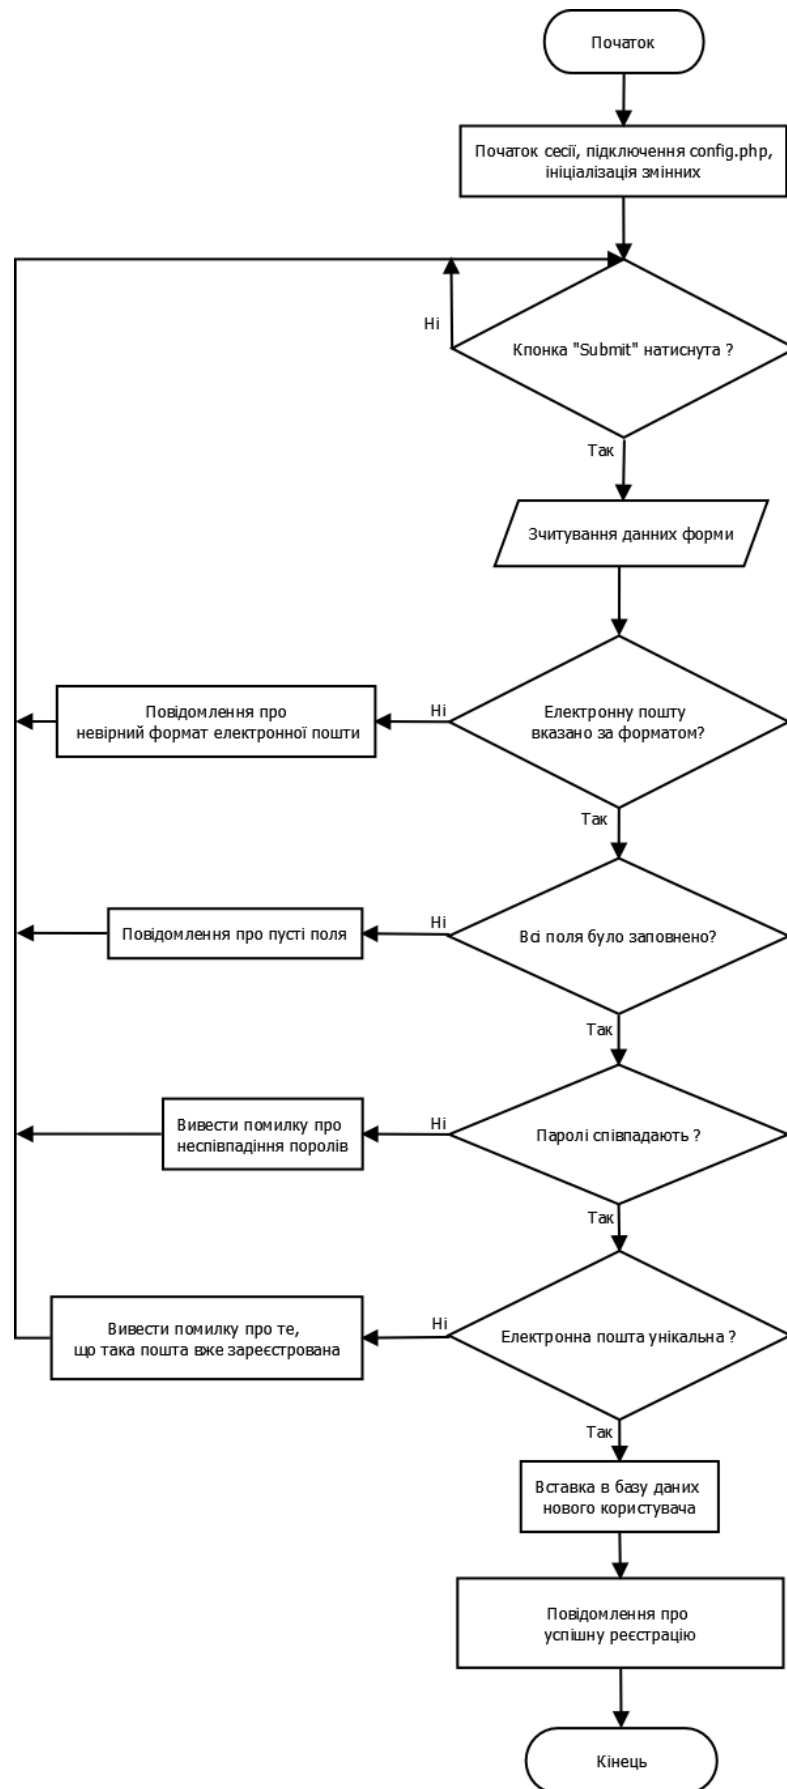 Початок
Початок сесії, підключення config.php,
ініціалізація змінних
Ні
Кпонка "Submit" натиснута ?
Так
Зчитування данних форми
Повідомлення про
невірний формат електронної пошти
Ні
Електронну пошту
вказано за форматом?
Так
Повідомлення про пусті поля
Ні
Всі поля було заповнено?
Так
Вивести помилку про
неспівпадіння поролів
Ні
Паролі співпадають ?
Так
Вивести помилку про те,
що така пошта вже зареєстрована
Ні
Електронна пошта унікальна ?
Так
Вставка в базу даних
нового користувача
Повідомлення про
успішну реєстрацію
Кінець